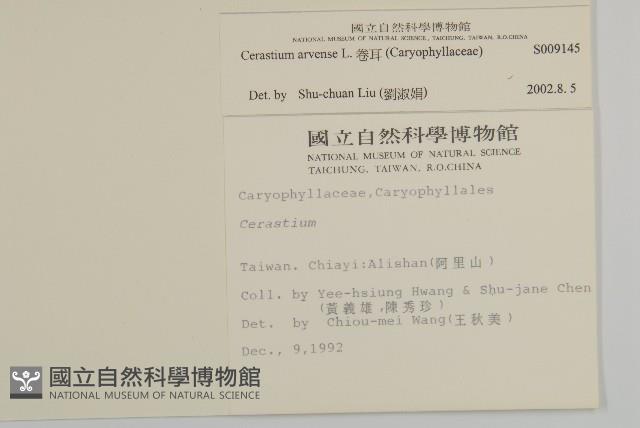 國立自然科學博物館
NATIONAL MUSEUM OF NATURAL SCIENCE, TAICHUNG, TAIWAN, R.O.CHINA
Cerastium arvense L. 卷耳 (Caryophyllaceae) S009145
Det. by Shu-chuan Liu (劉淑娟) 2002.8.5
國立自然科學博物館
NATIONAL MUSEUM OF NATURAL SCIENCE
TAICHUNG, TAIWAN, R.O.CHINA
Caryophyllaceae,Caryophyllales
Cerastium
Taiwan. Chiayi:Alishan(阿里山)
Coll. by Yee-hsiung Hwang & Shu-jane Chen
(黃義雄,陳秀珍)
Det. by Chiou-mei Wang(王秋美)
Dec., 9,1992
國立自然科學博物館
NATIONAL MUSEUM OF NATURAL SCIENCE